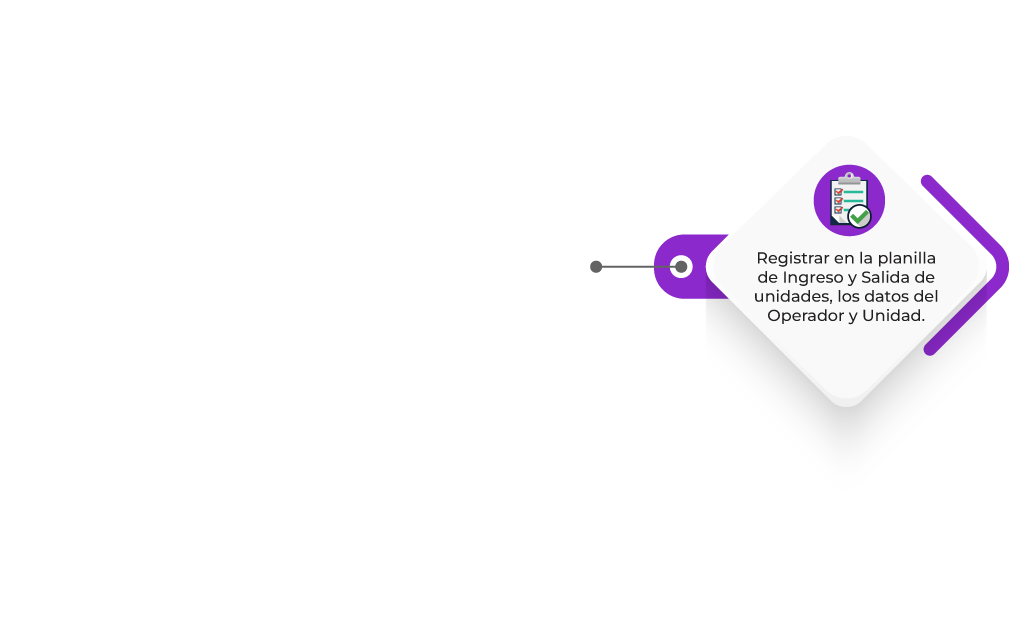 Registrar en la planilla
de Ingreso y Salida de
unidades, los datos del
Operador y Unidad.